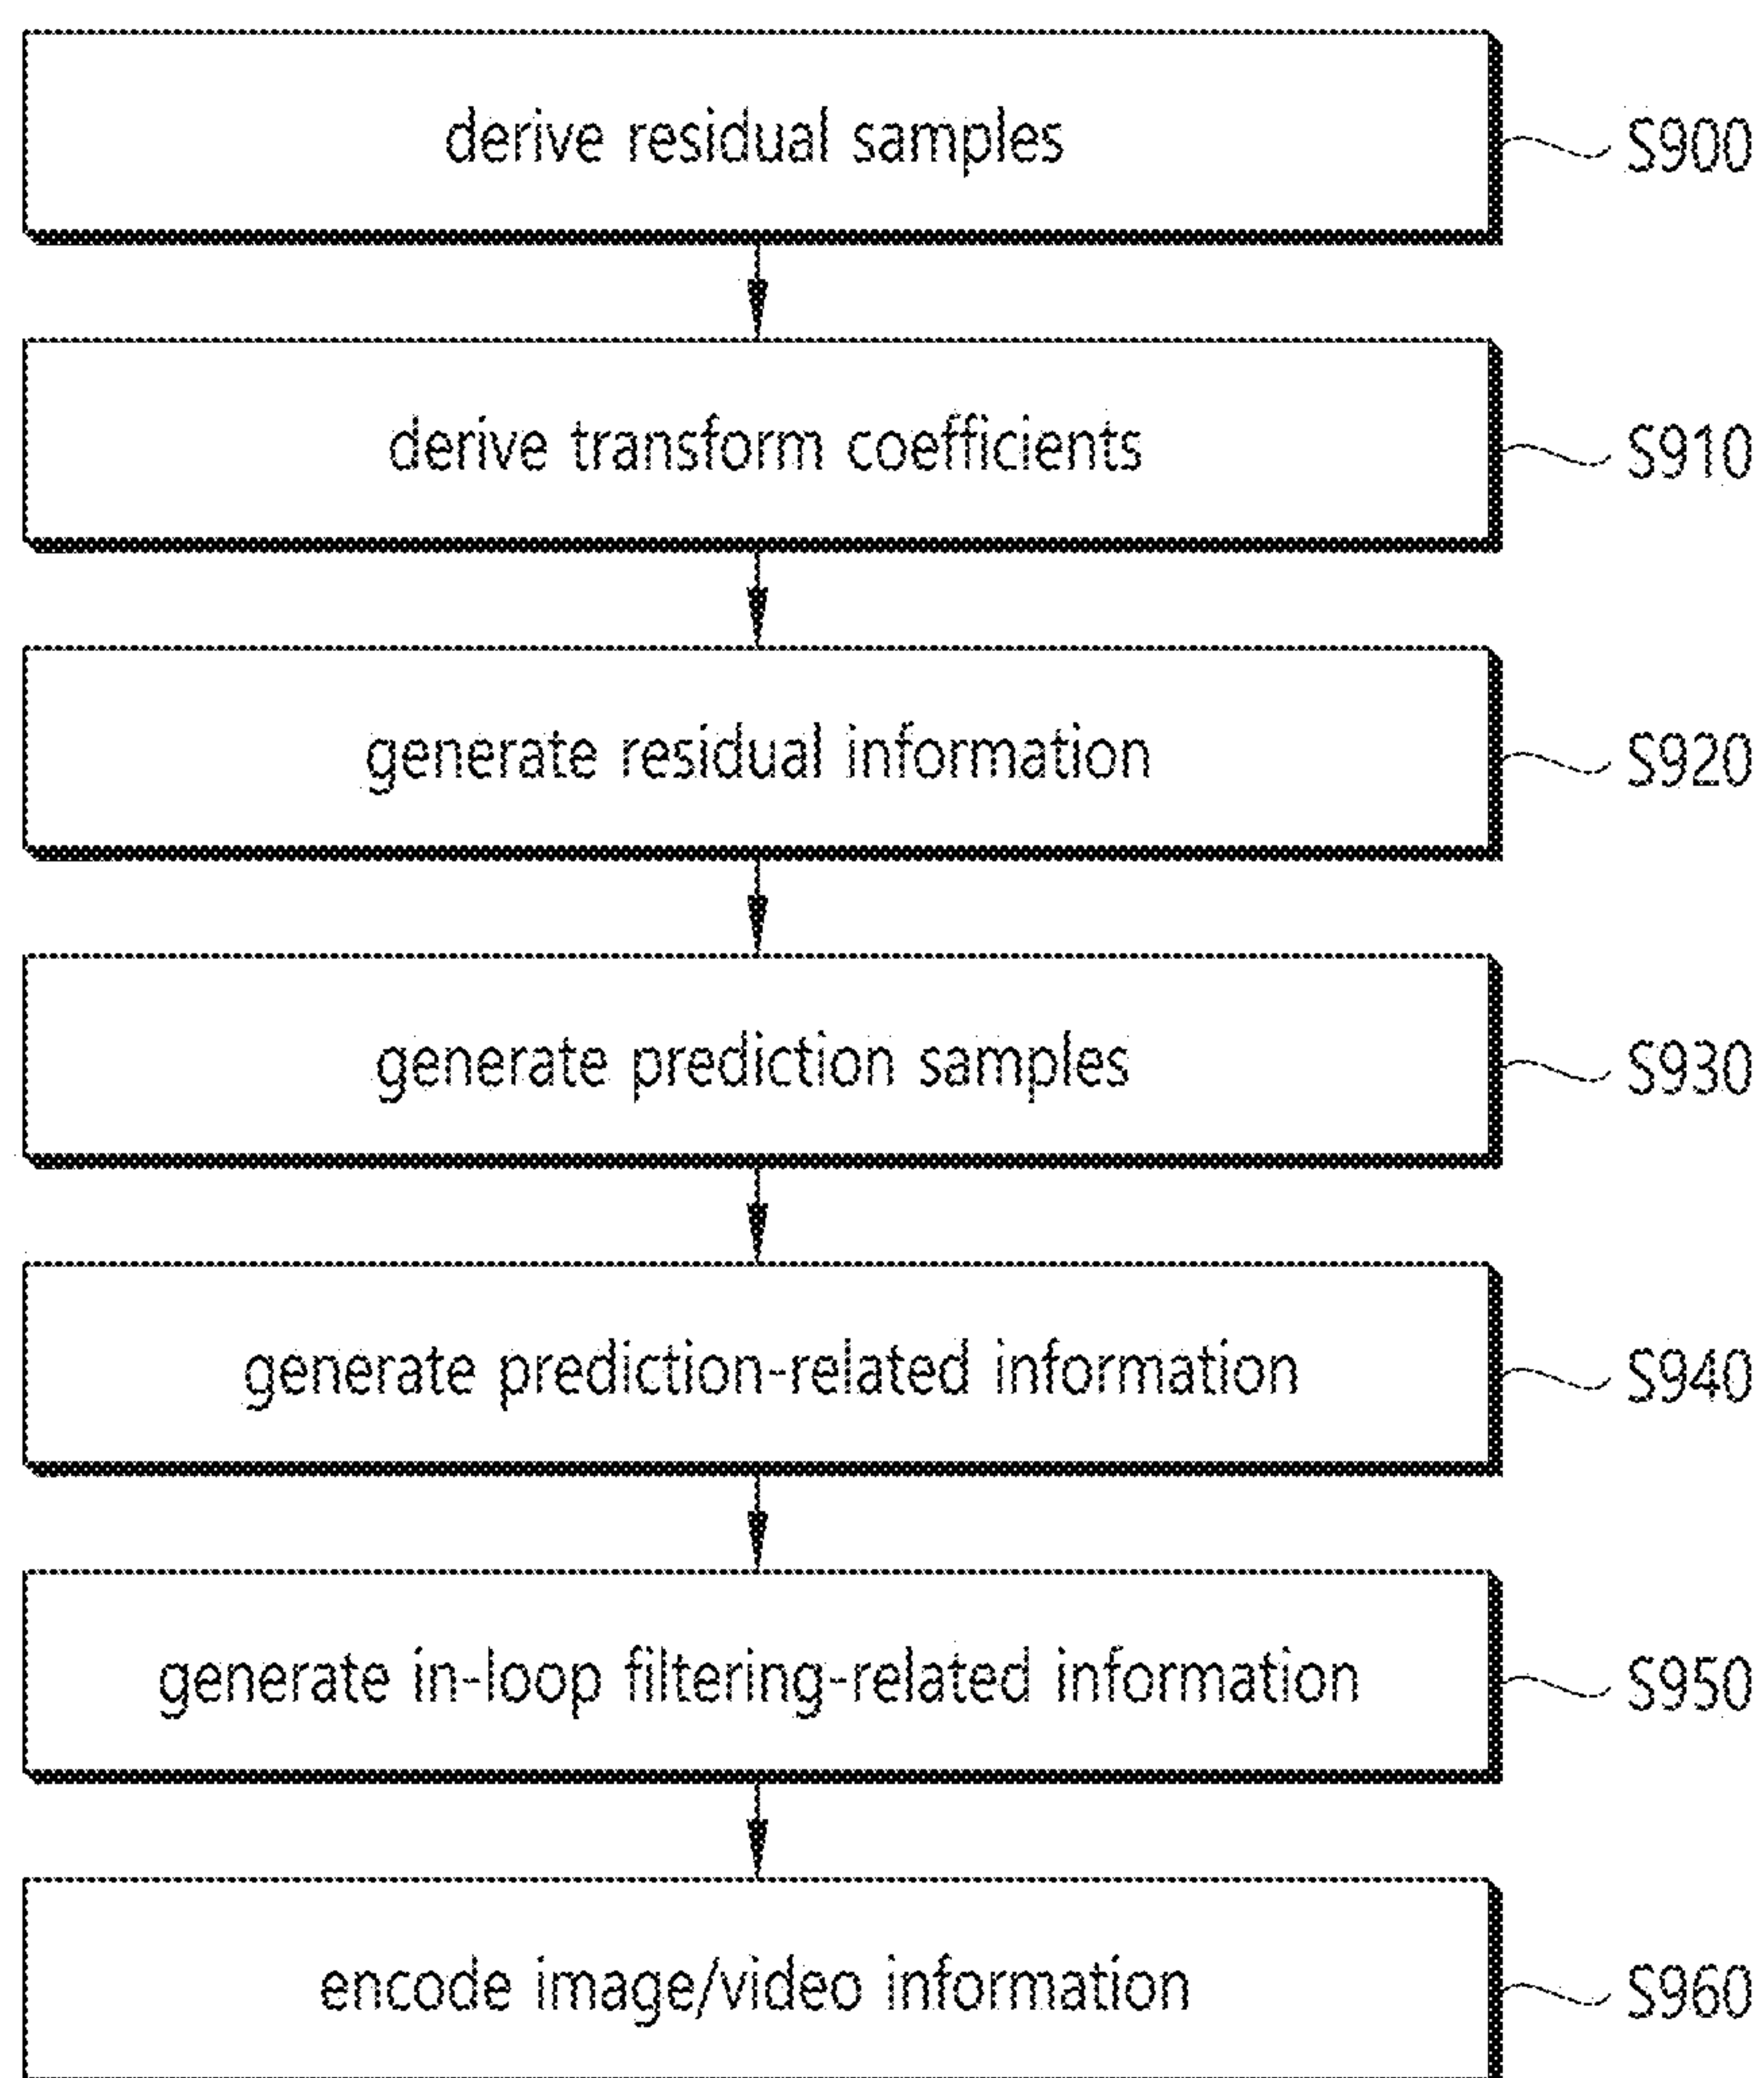 derive residual samples S900
derive transform coefficients S910
generate residual information S920
generate prediction samples S930
generate prediction-related information S940
generate in-loop filtering-related information S950
encode image/video information S960